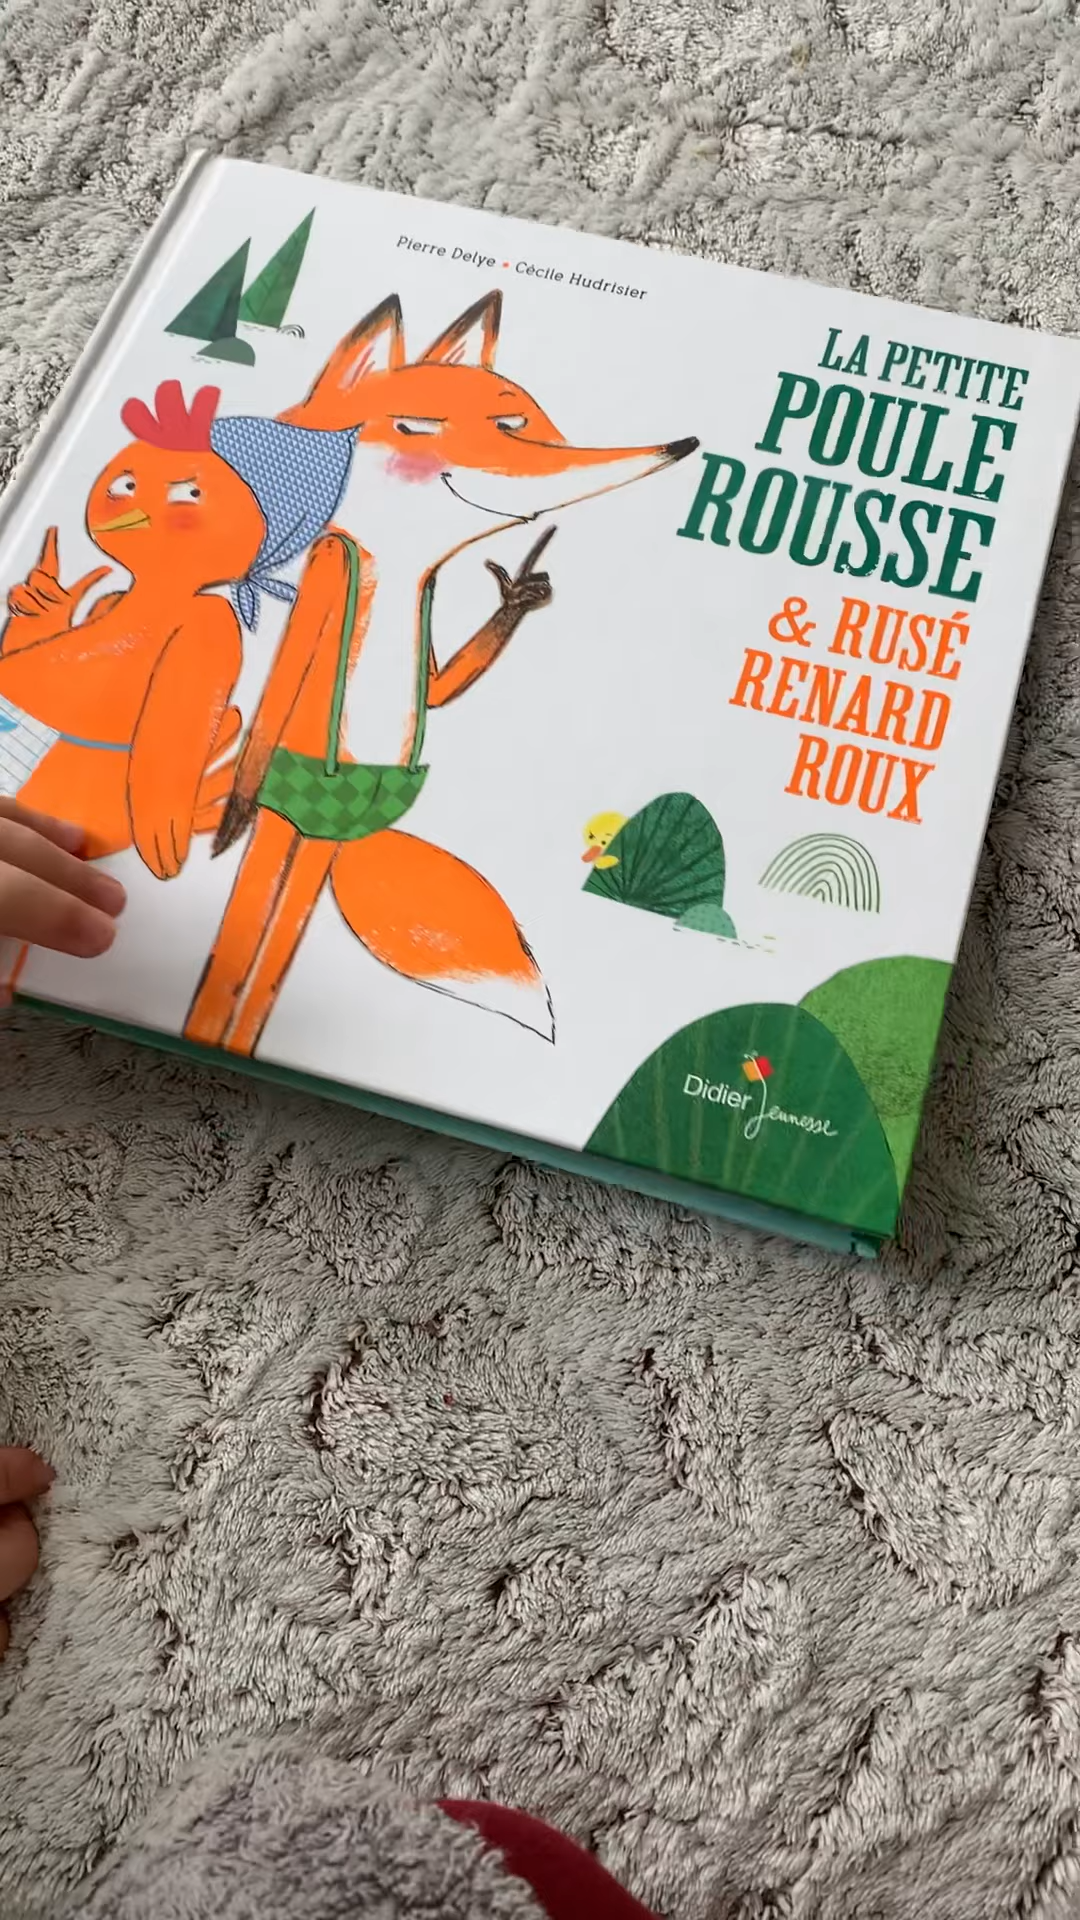 Pierre Delye • Cécile Hudrisier
LA PETITE
POULE
ROUSSE
& RUSÉ
RENARD
ROUX
Didier Jeunesse